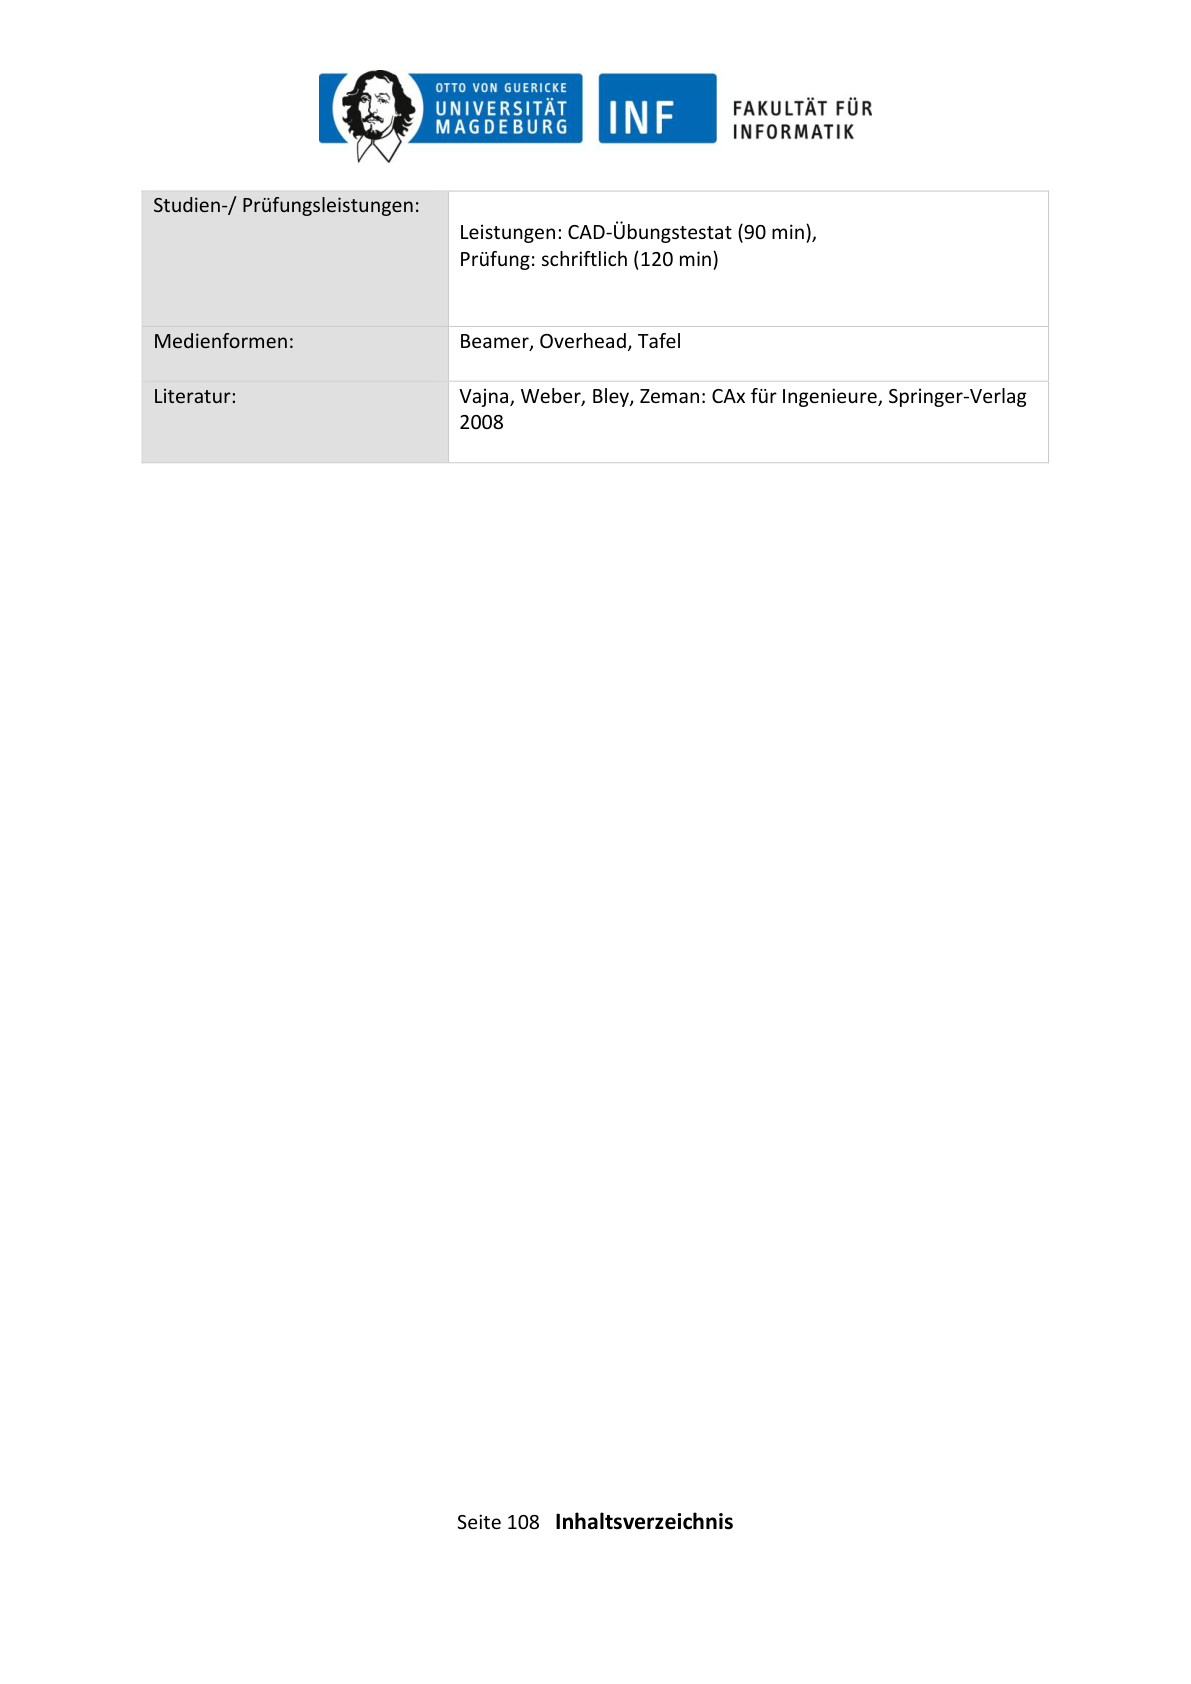 OTTO VON GUERICKE
UNIVERSITÄT
MAGDEBURG
INF
FAKULTÄT FÜR
INFORMATIK
Studien-/ Prüfungsleistungen:
Leistungen: CAD-Übungstestat (90 min),
Prüfung: schriftlich (120 min)
Medienformen:
Beamer, Overhead, Tafel
Literatur:
Vajna, Weber, Bley, Zeman: CAx für Ingenieure, Springer-Verlag
2008
Seite 108 Inhaltsverzeichnis